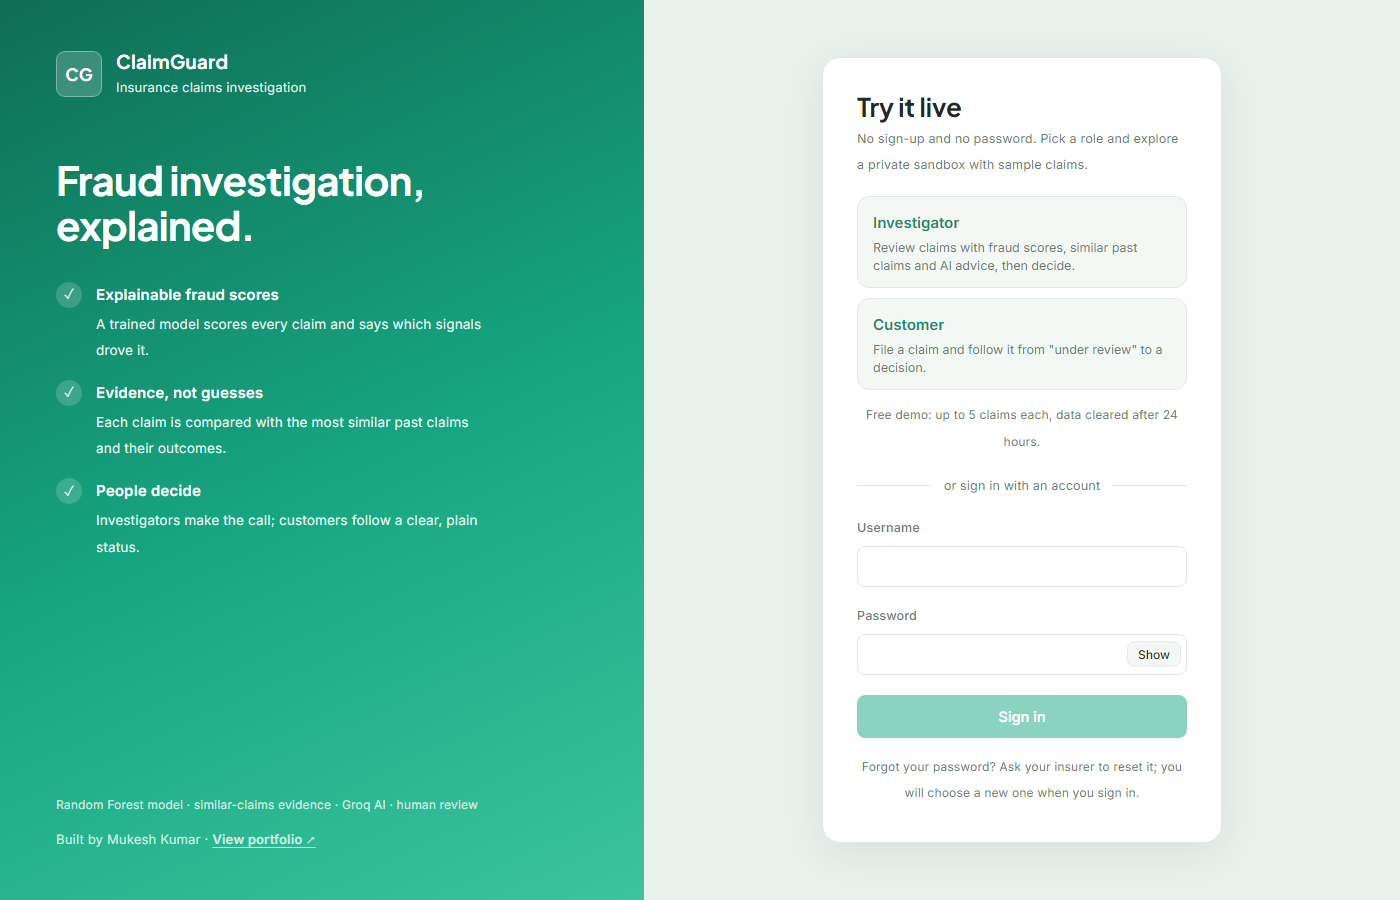 CG
ClaimGuard
Insurance claims investigation
Fraud investigation,
explained.
✓ Explainable fraud scores
A trained model scores every claim and says which signals
drove it.
✓ Evidence, not guesses
Each claim is compared with the most similar past claims
and their outcomes.
✓ People decide
Investigators make the call; customers follow a clear, plain
status.
Random Forest model · similar-claims evidence · Groq AI · human review
Built by Mukesh Kumar · View portfolio ↗
Try it live
No sign-up and no password. Pick a role and explore
a private sandbox with sample claims.
Investigator
Review claims with fraud scores, similar past
claims and AI advice, then decide.
Customer
File a claim and follow it from "under review" to a
decision.
Free demo: up to 5 claims each, data cleared after 24
hours.
or sign in with an account
Username
Password
Show
Sign in
Forgot your password? Ask your insurer to reset it; you
will choose a new one when you sign in.